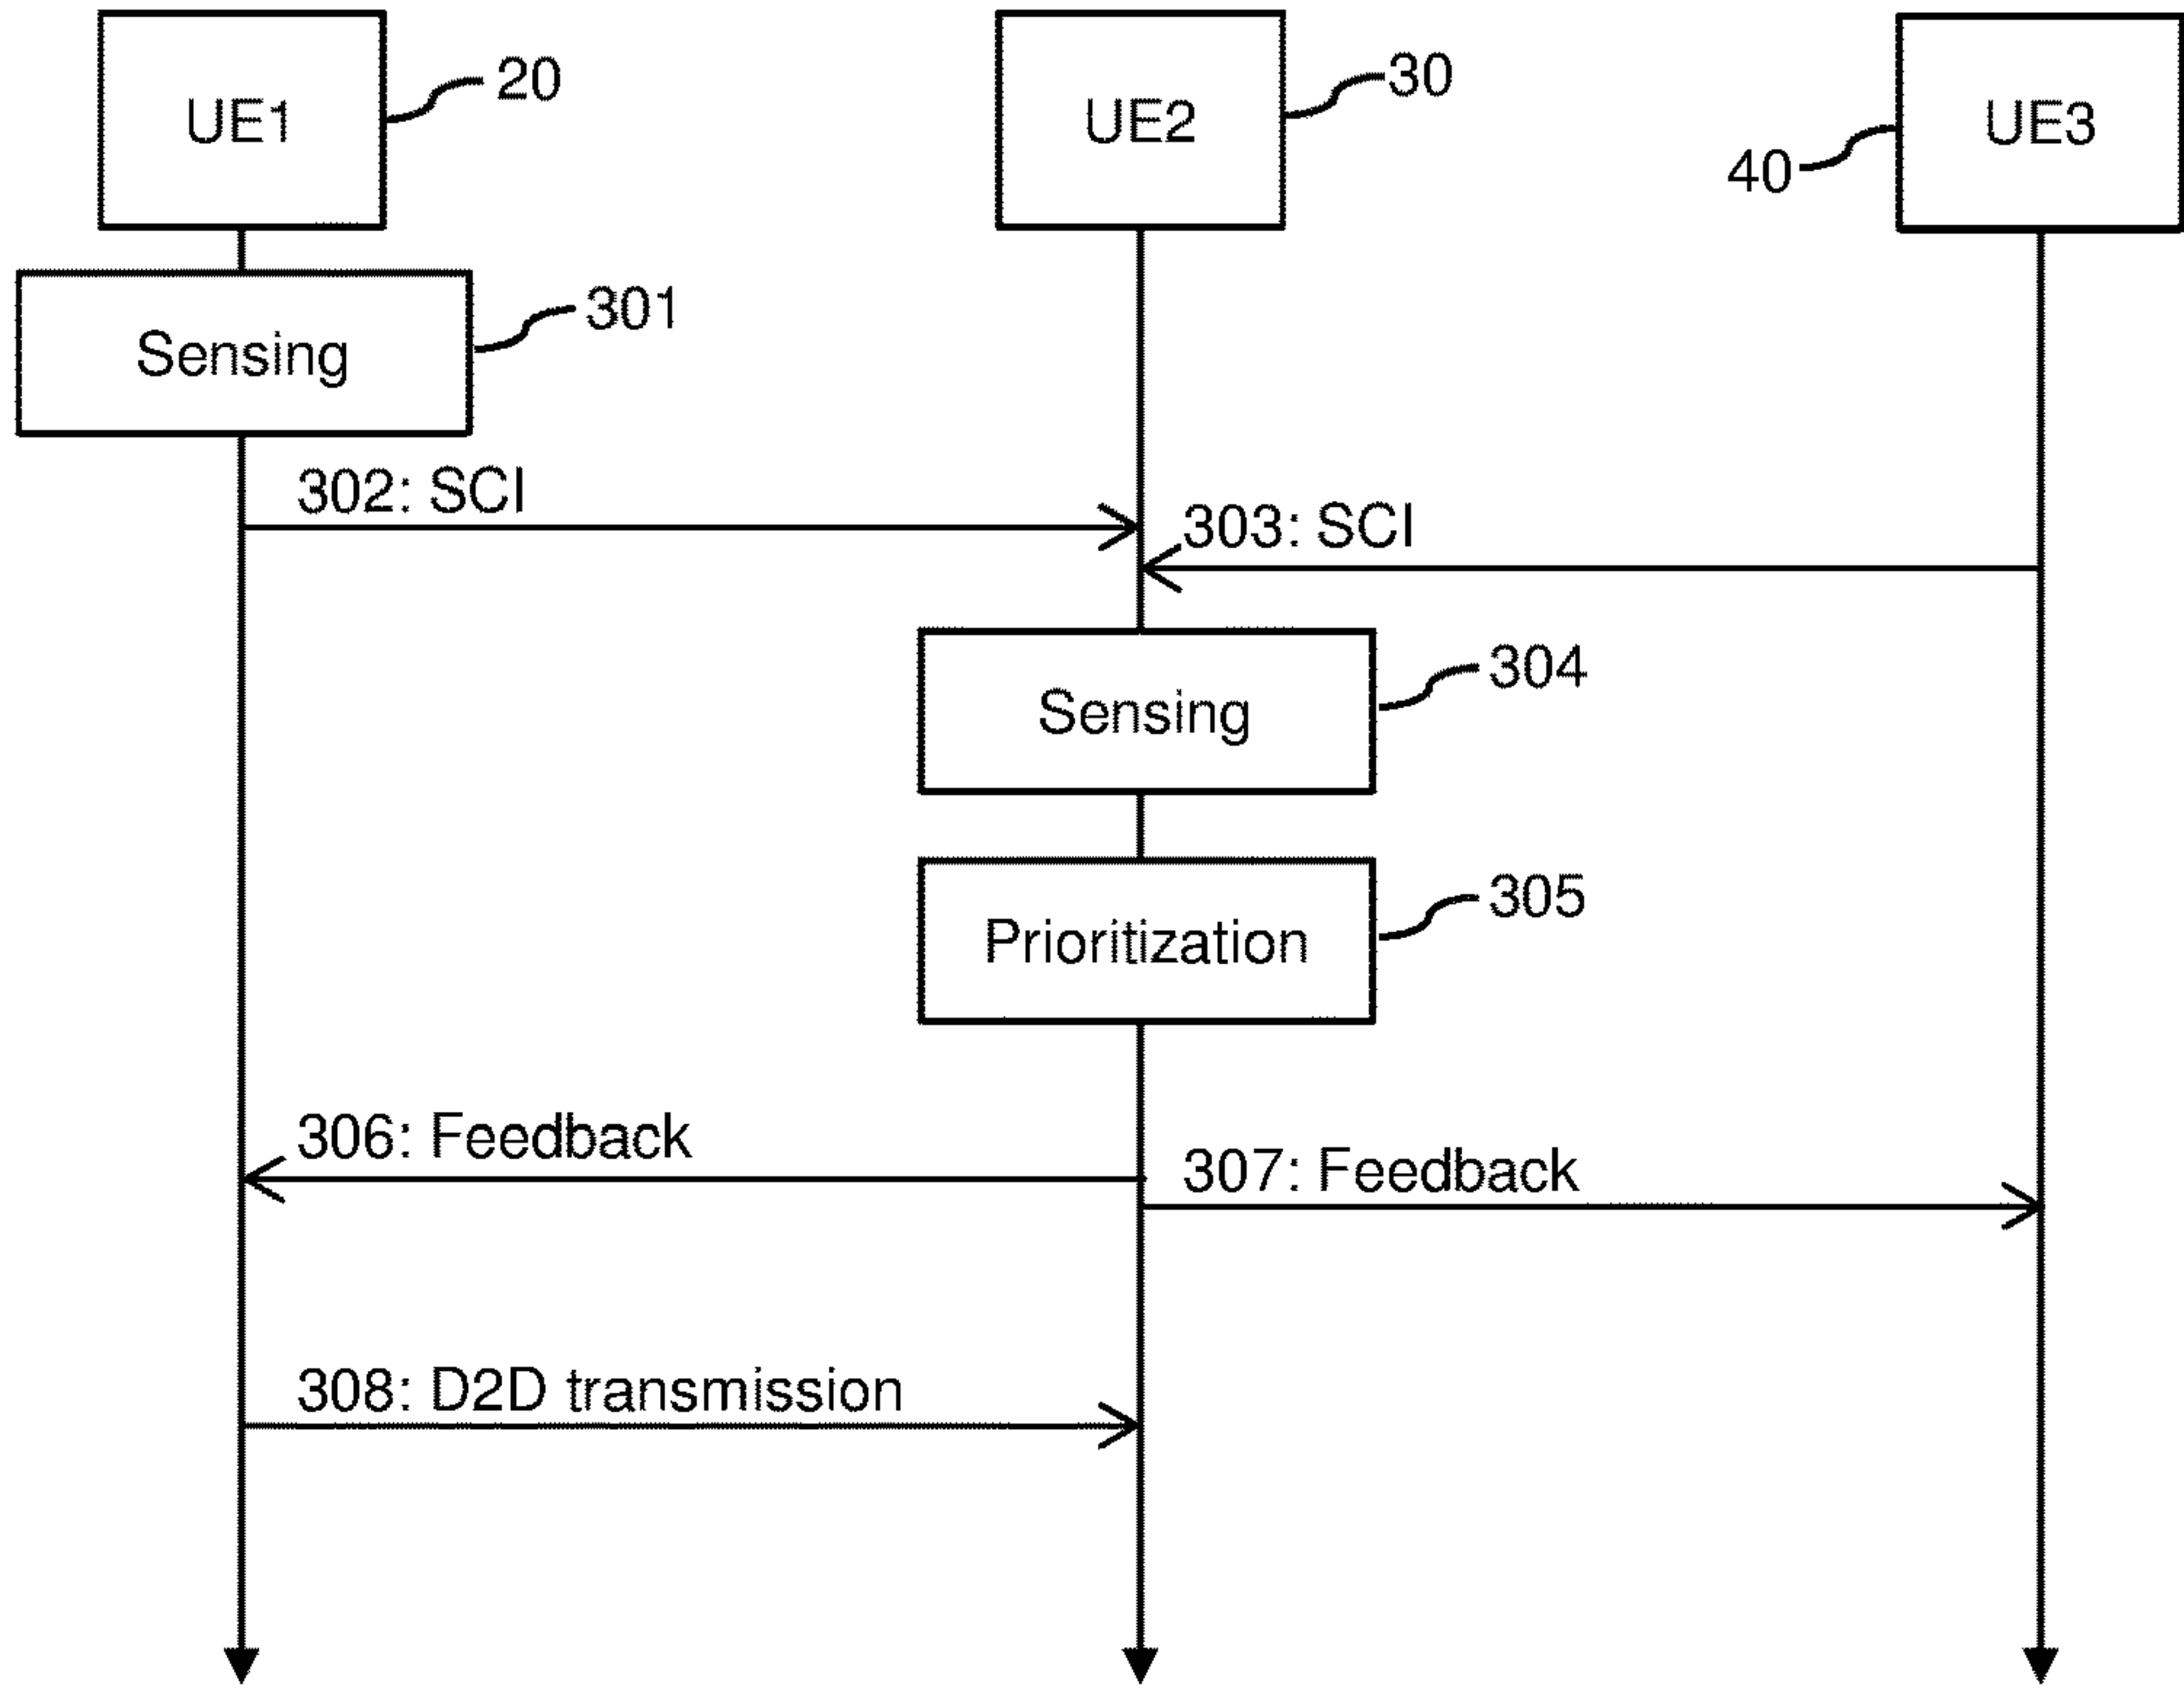 UE1
20
UE2
30
UE3
40
Sensing
301
302: SCI
303: SCI
Sensing
304
Prioritization
305
306: Feedback
307: Feedback
308: D2D transmission